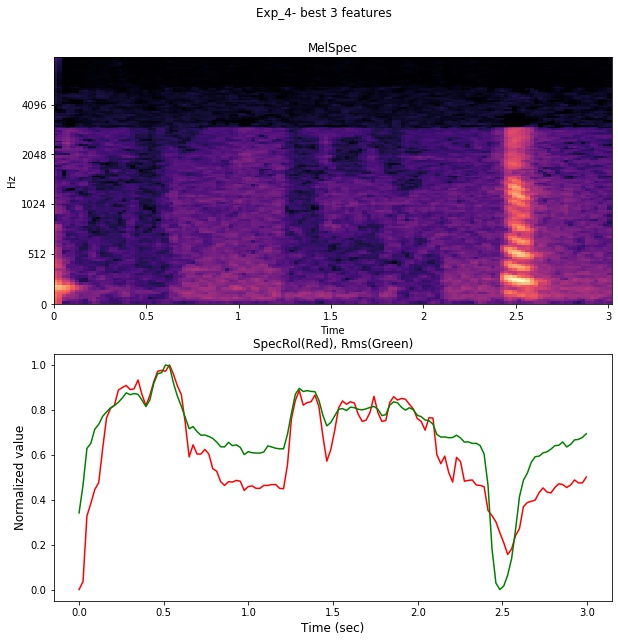 Exp_4- best 3 features
MelSpec
4096
2048
1024
512
0
Hz
0 0.5 1 1.5 2 2.5 3
Time
SpecRol(Red), Rms(Green)
1.0
0.8
0.6
0.4
0.2
0.0
Normalized value
0.0 0.5 1.0 1.5 2.0 2.5 3.0
Time (sec)